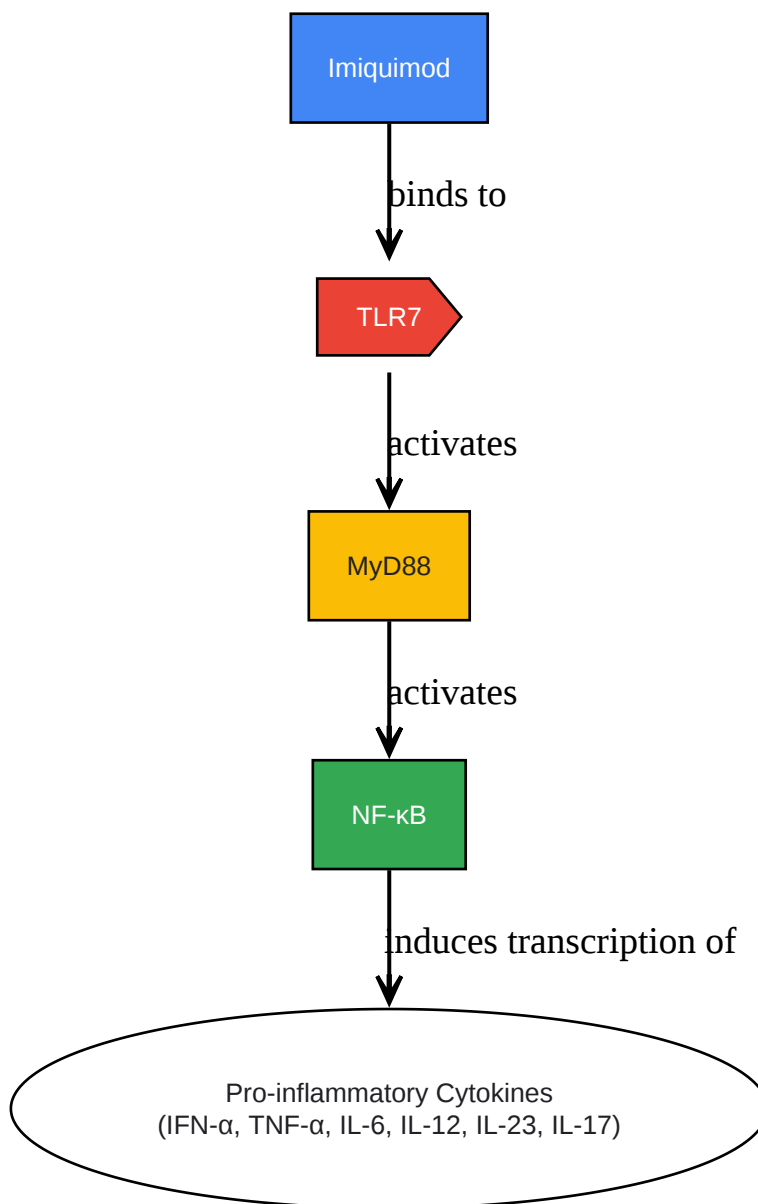 Imiquimod
binds to
TLR7
activates
MyD88
activates
NF-κB
induces transcription of
Pro-inflammatory Cytokines
(IFN-α, TNF-α, IL-6, IL-12, IL-23, IL-17)